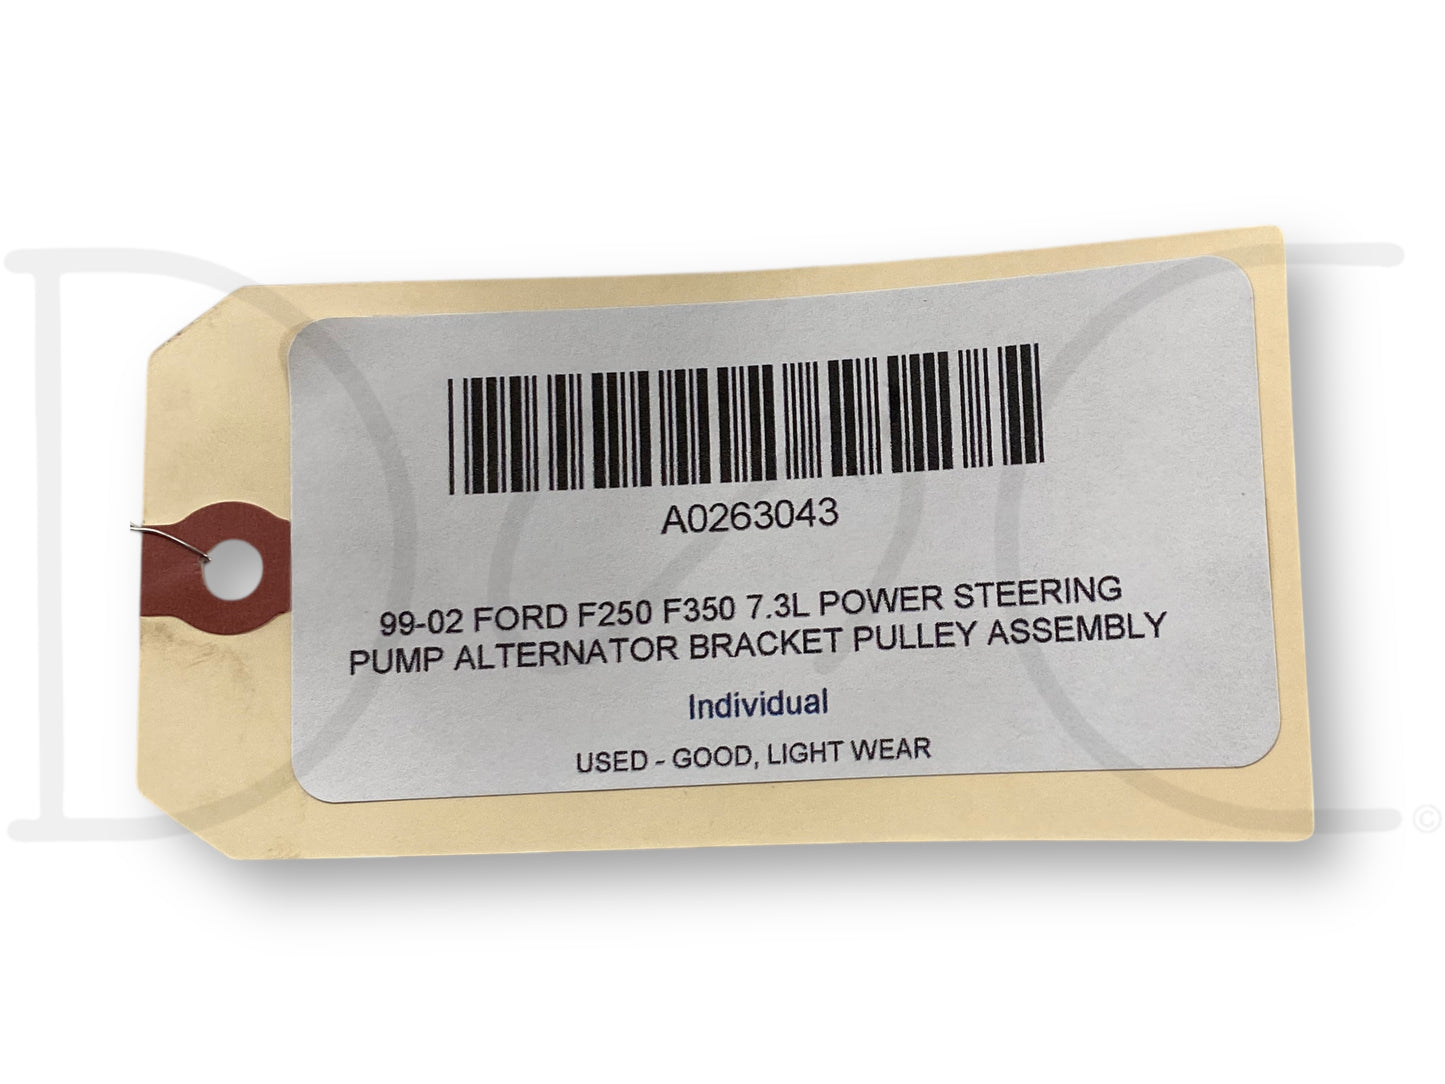 A0263043
99-02 FORD F250 F350 7.3L POWER STEERING
PUMP ALTERNATOR BRACKET PULLEY ASSEMBLY
Individual
USED - GOOD, LIGHT WEAR
©